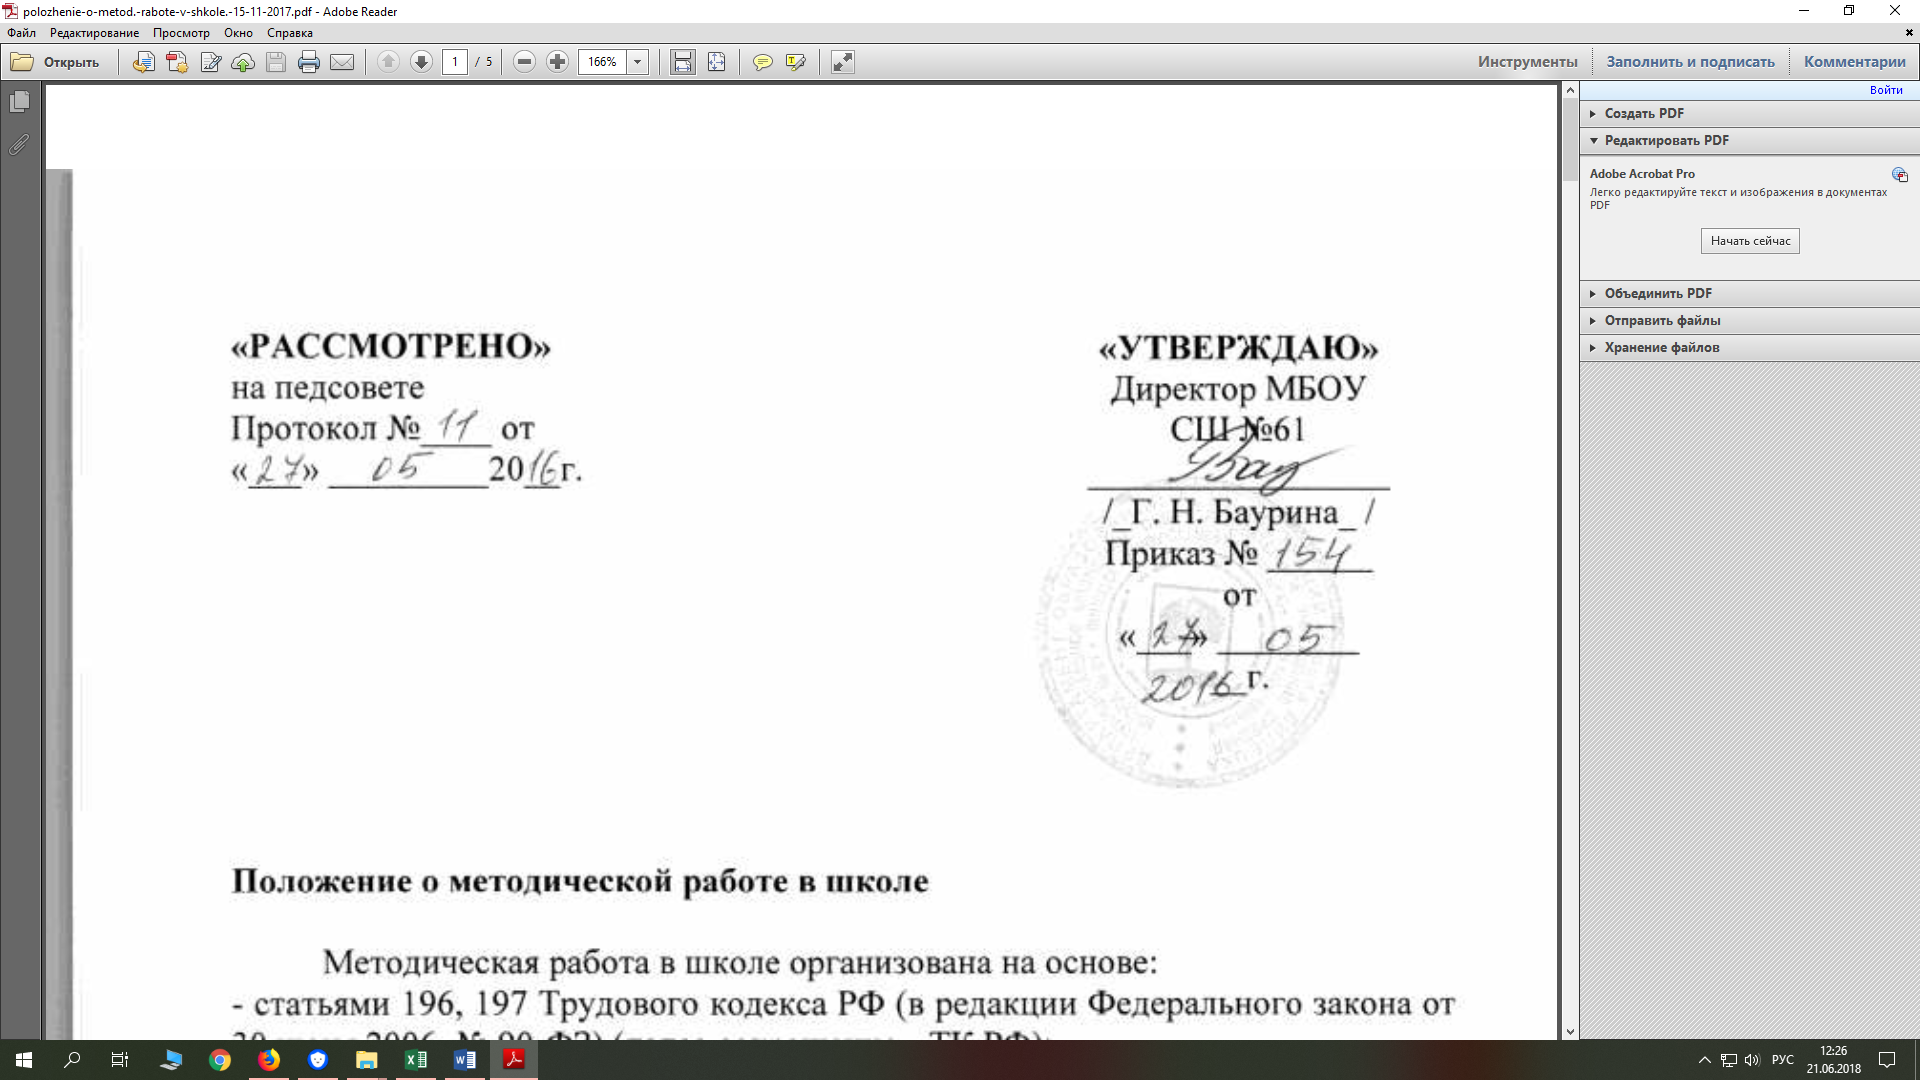 polozhenie-o-metod.-rabote-v-shkole.-15-11-2017.pdf - Adobe Reader
Файл Редактирование Просмотр Окно Справка
Открыть 1 / 5 166% Инструменты Заполнить и подписать Комментарии
Войти
Создать PDF
Редактировать PDF
Adobe Acrobat Pro
Легко редактируйте текст и изображения в документах
PDF
Начать сейчас
Объединить PDF
Отправить файлы
Хранение файлов
«РАССМОТРЕНО»
на педсовете
Протокол № 11 от
«27» 05 2016г.
«УТВЕРЖДАЮ»
Директор МБОУ
СШ №61
/_Г. Н. Баурина_ /
Приказ № 154
от
«27» 05
2016 г.
Положение о методической работе в школе
Методическая работа в школе организована на основе:
- статьями 196, 197 Трудового кодекса РФ (в редакции Федерального закона от
РУС 12:26
21.06.2018